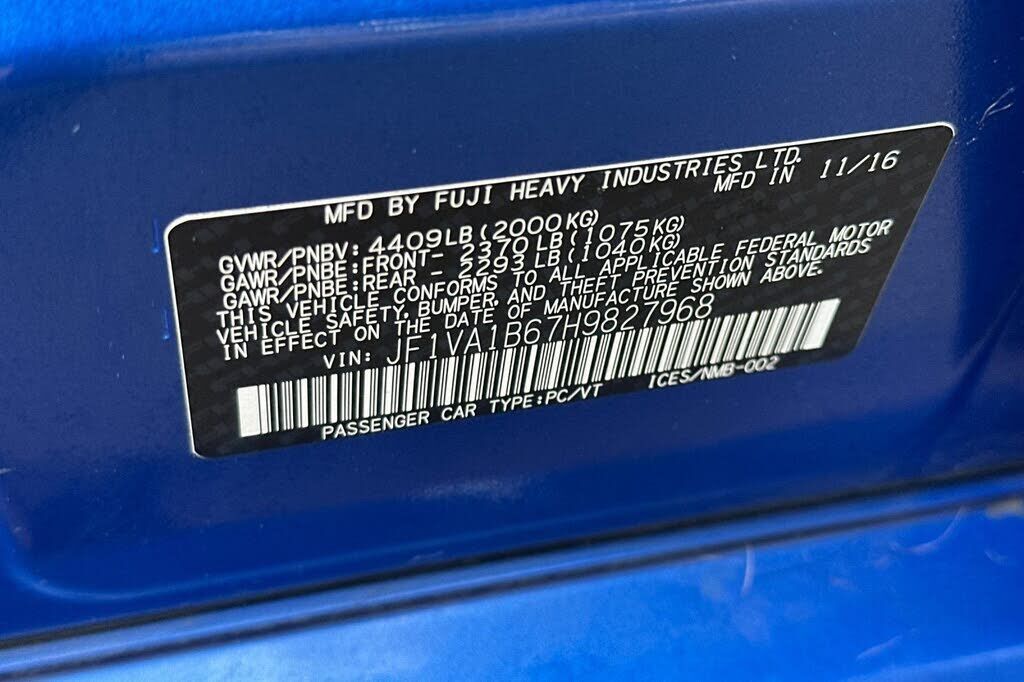 MFD BY FUJI HEAVY INDUSTRIES LTD.
MFD IN 11/16
GVWR/PNBV: 4409LB(2000KG)
GAWR/PNBE:FRONT- 2370LB(1075KG)
GAWR/PNBE:REAR - 2293LB(1040KG)
THIS VEHICLE CONFORMS TO ALL APPLICABLE FEDERAL MOTOR
VEHICLE SAFETY, BUMPER, AND THEFT PREVENTION STANDARDS
IN EFFECT ON THE DATE OF MANUFACTURE SHOWN ABOVE.
VIN: JF1VA1B67H9827968
PASSENGER CAR TYPE:PC/VT ICES/NMB-002